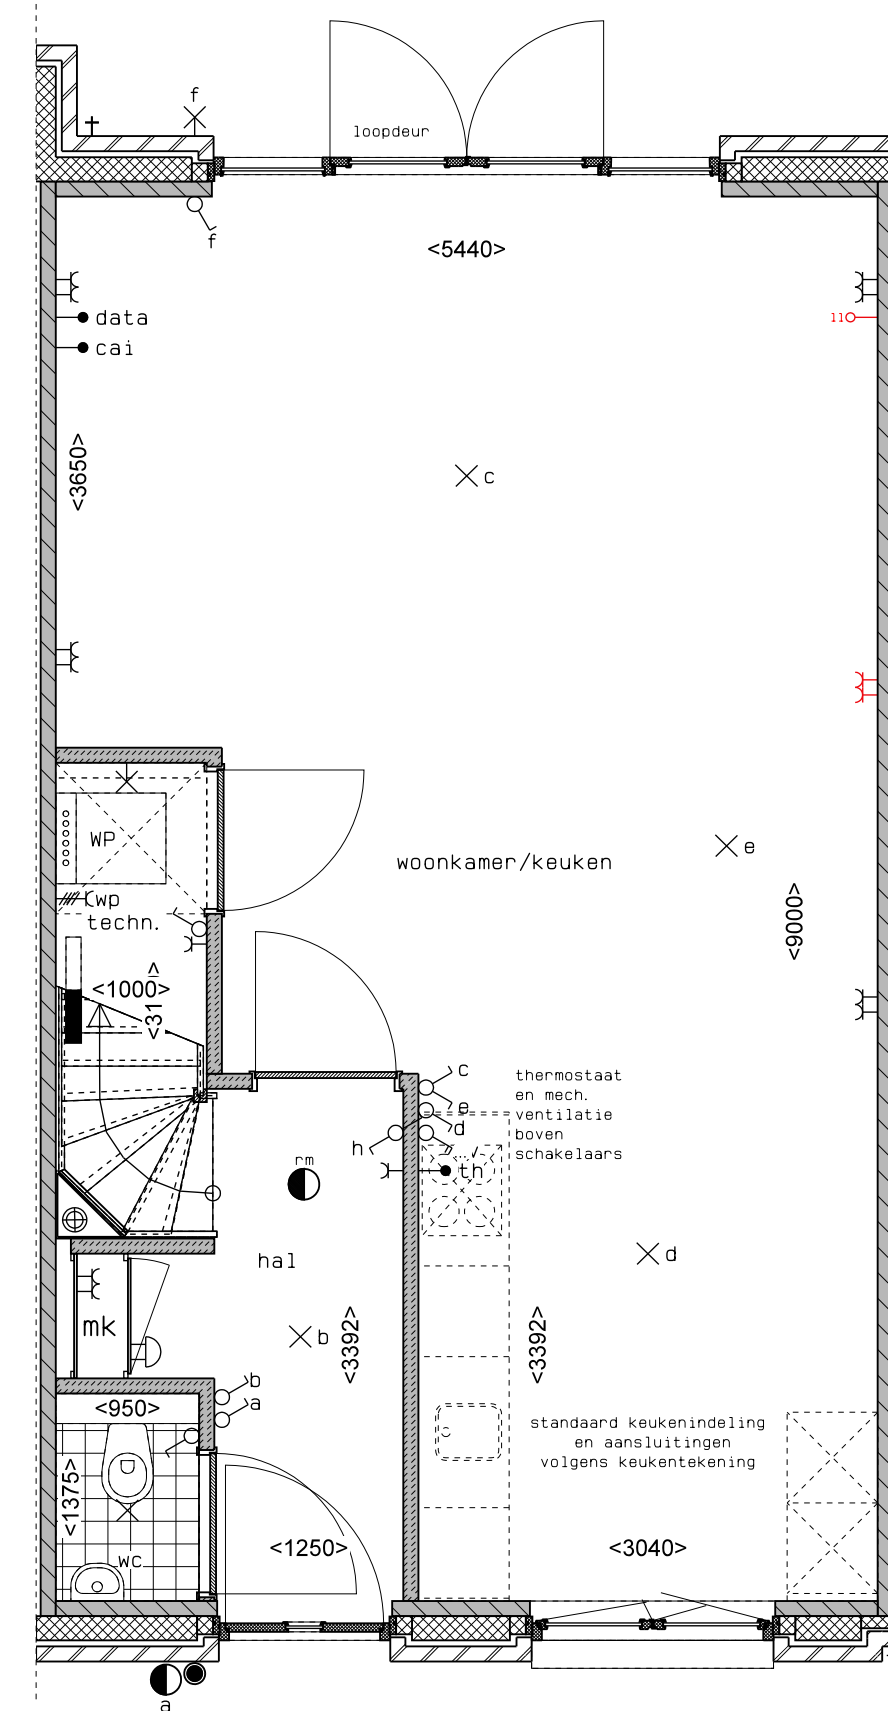 f
loopdeur
f
<5440>
data
11
cai
<3650>
c
WP
woonkamer/keuken
e
wp
techn.
<9000>
<1000>
<31 >
c
thermostaat
en mech.
ventilatie
boven
schakelaars
e
d
h
th
rm
hal
d
mk
b
<3392>
<3392>
b
a
<950>
standaard keukenindeling
en aansluitingen
volgens keukentekening
<1375>
<1250>
<3040>
wc
a